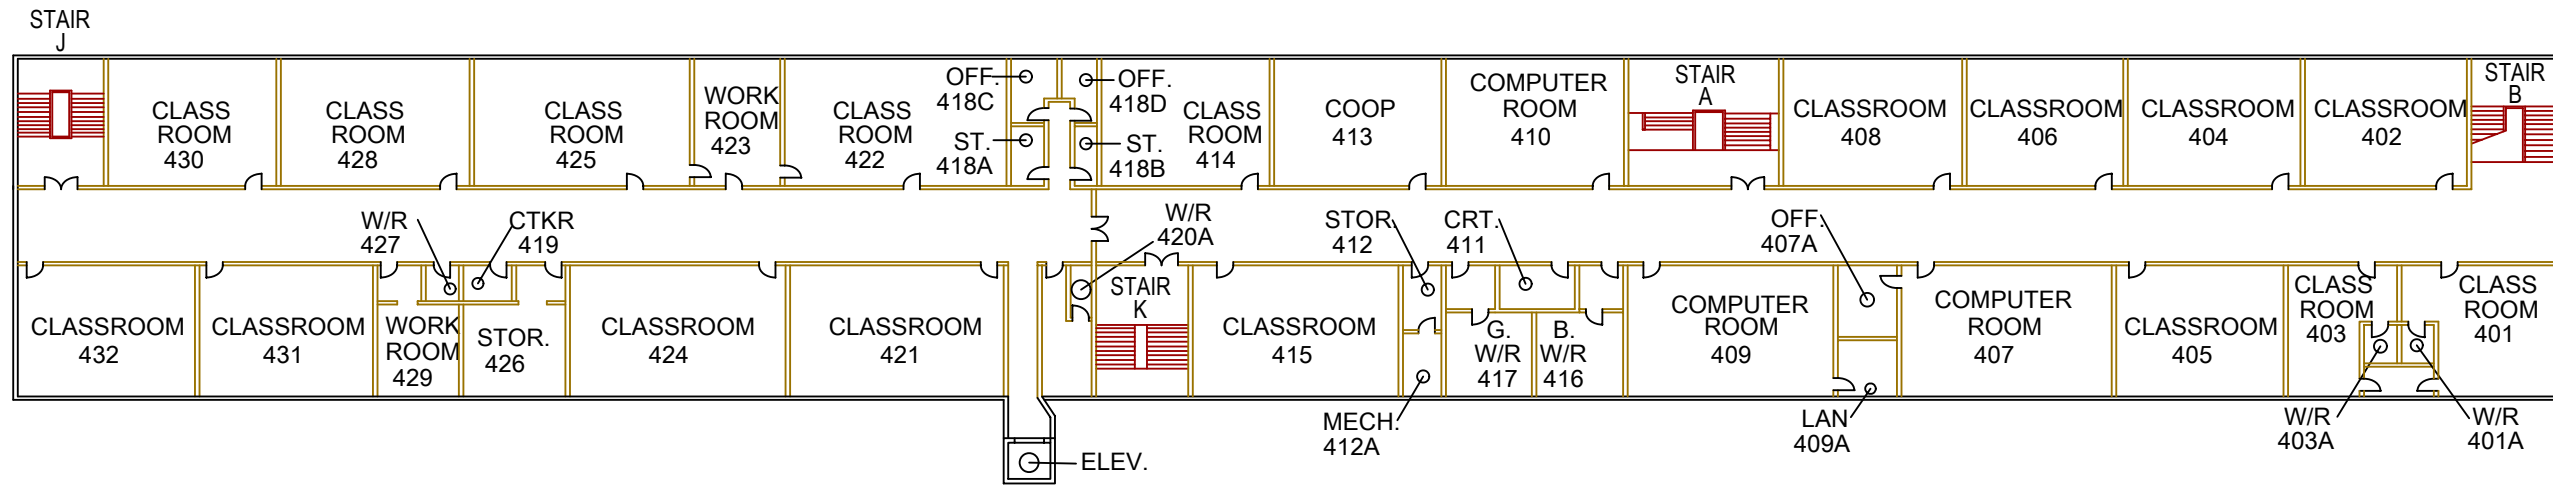 STAIR
J
CLASS
ROOM
430
CLASS
ROOM
428
CLASS
ROOM
425
WORK
ROOM
423
CLASS
ROOM
422
OFF.
418C
ST.
418A
OFF.
418D
ST.
418B
CLASS
ROOM
414
COOP
413
COMPUTER
ROOM
410
STAIR
A
CLASSROOM
408
CLASSROOM
406
CLASSROOM
404
CLASSROOM
402
STAIR
B
W/R
427
CTKR
419
W/R
420A
STOR.
412
CRT.
411
OFF.
407A
CLASSROOM
432
CLASSROOM
431
WORK
ROOM
429
STOR.
426
CLASSROOM
424
CLASSROOM
421
STAIR
K
CLASSROOM
415
G.
W/R
417
B.
W/R
416
COMPUTER
ROOM
409
COMPUTER
ROOM
407
CLASSROOM
405
CLASS
ROOM
403
CLASS
ROOM
401
MECH.
412A
LAN
409A
W/R
403A
W/R
401A
ELEV.